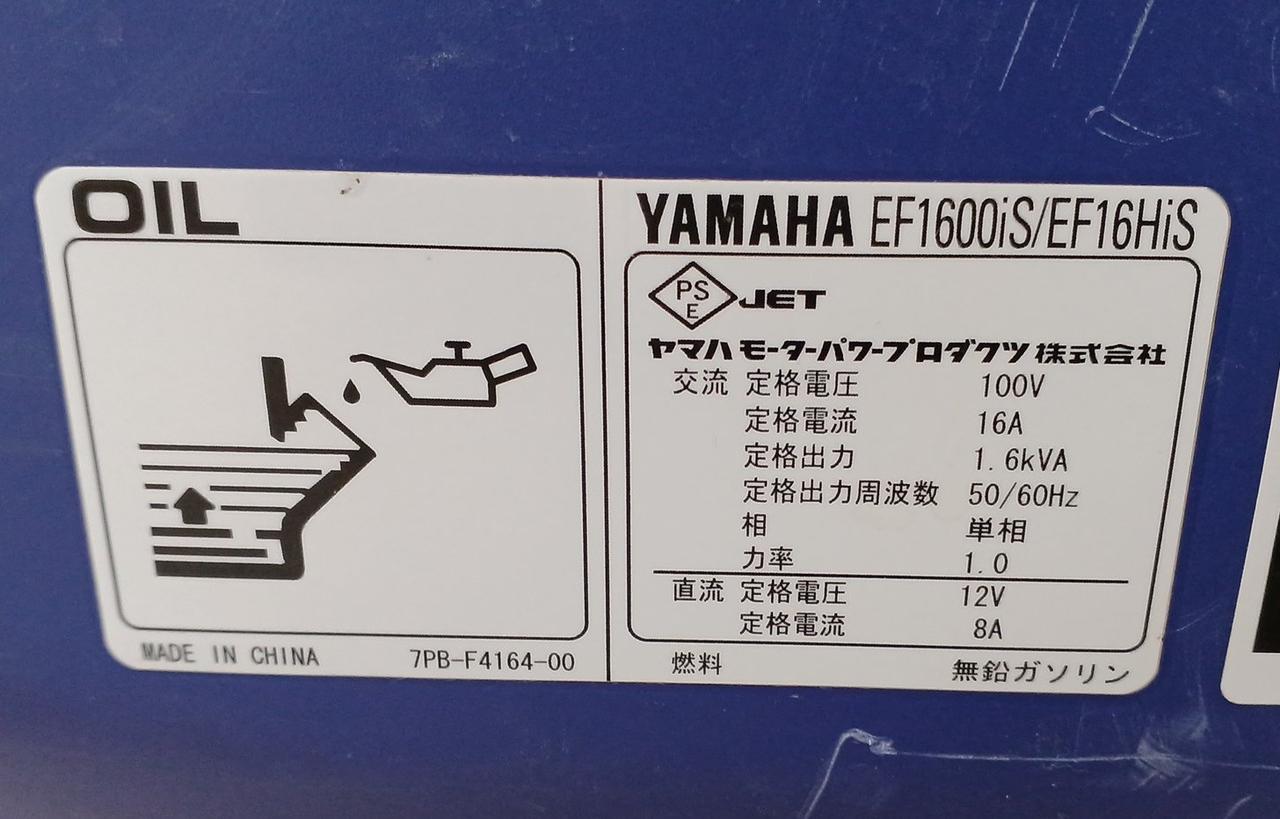 OIL
MADE IN CHINA 7PB-F4164-00
YAMAHA EF1600iS/EF16HiS
PSE JET
ヤマハ モーターパワープロダクツ 株式会社
交流 定格電圧 100V
定格電流 16A
定格出力 1.6kVA
定格出力周波数 50/60Hz
相 単相
力率 1.0
直流 定格電圧 12V
定格電流 8A
燃料 無鉛ガソリン